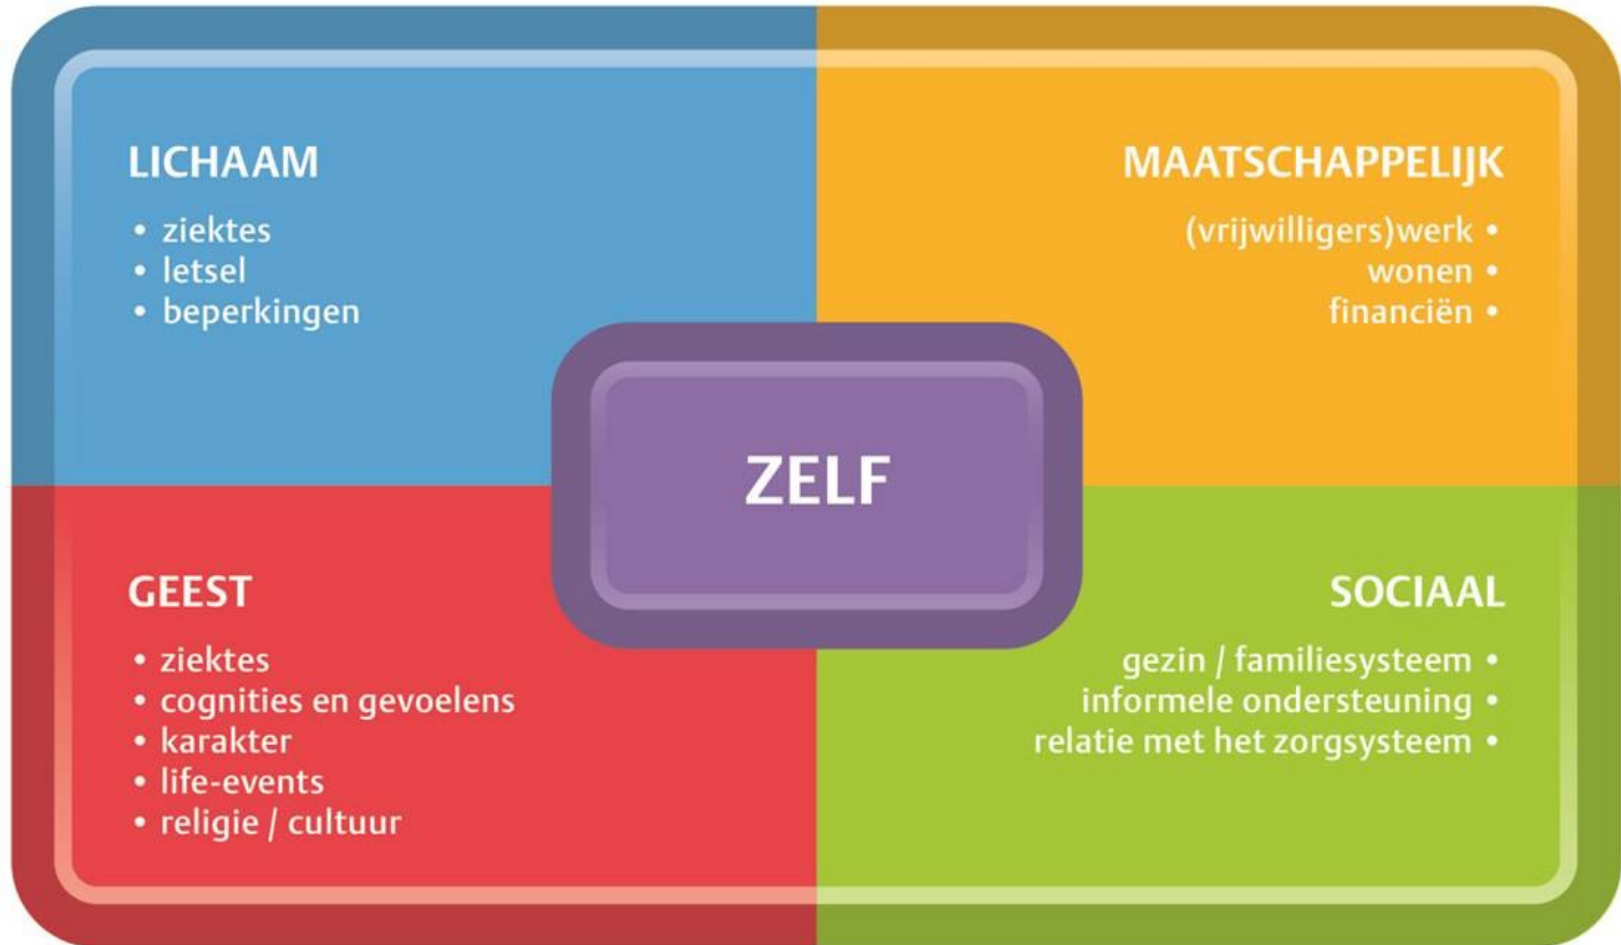 LICHAAM
• ziektes
• letsel
• beperkingen
MAATSCHAPPELIJK
(vrijwilligers)werk •
wonen •
financiën •
ZELF
GEEST
• ziektes
• cognities en gevoelens
• karakter
• life-events
• religie / cultuur
SOCIAAL
gezin / familiesysteem •
informele ondersteuning •
relatie met het zorgsysteem •